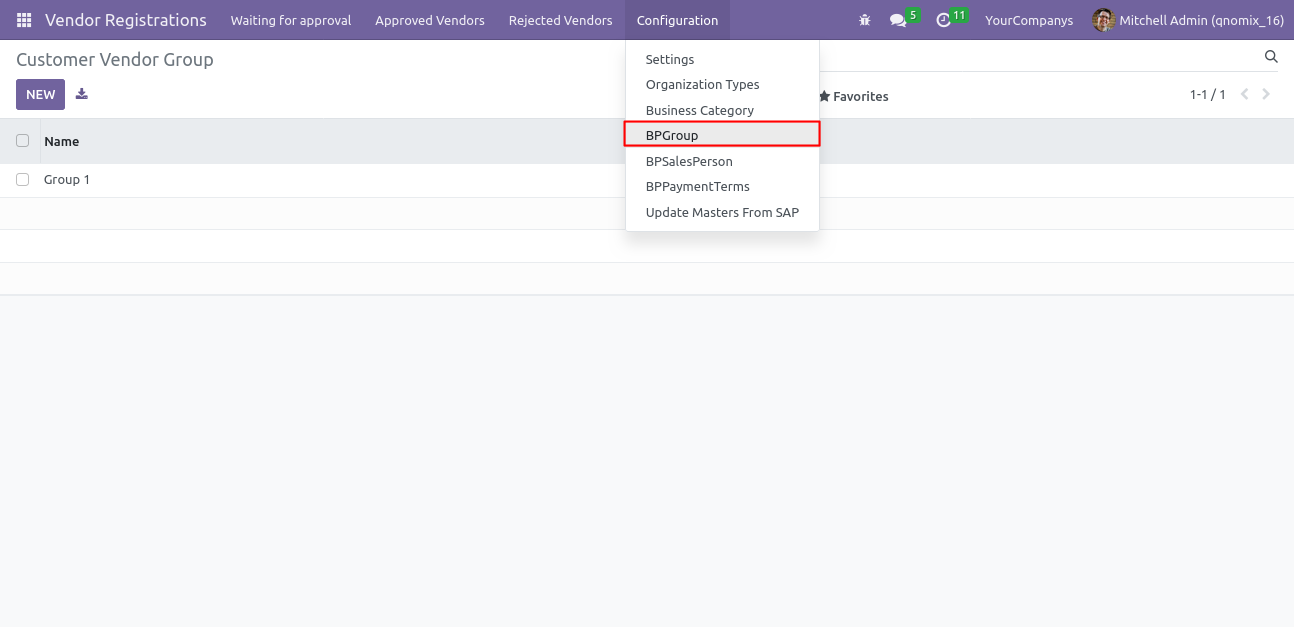 Vendor Registrations Waiting for approval Approved Vendors Rejected Vendors Configuration 5 11 YourCompanys Mitchell Admin (qnomix_16)
Customer Vendor Group
NEW
Settings
Organization Types
Business Category
BPGroup
BPSalesPerson
BPPaymentTerms
Update Masters From SAP
Favorites
1-1 / 1
Name
Group 1